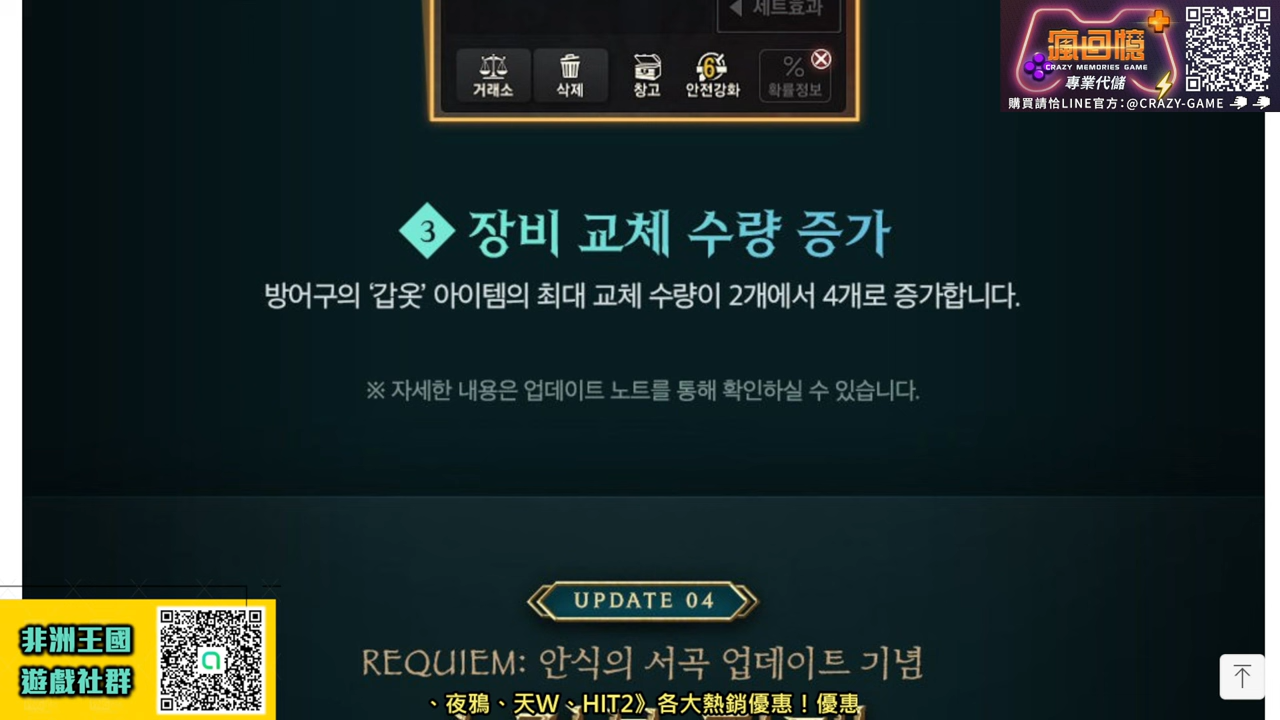 세트효과
거래소
삭제
창고
6
안전강화
%
확률정보
瘋回憶
CRAZY MEMORIES GAME
專業代儲
購買請恰LINE官方:@CRAZY-GAME
3 장비 교체 수량 증가
방어구의 ‘갑옷’ 아이템의 최대 교체 수량이 2개에서 4개로 증가합니다.
※ 자세한 내용은 업데이트 노트를 통해 확인하실 수 있습니다.
UPDATE 04
REQUIEM: 안식의 서곡 업데이트 기념
非洲王國
遊戲社群
、夜鴉、天W、HIT2》各大熱銷優惠！優惠